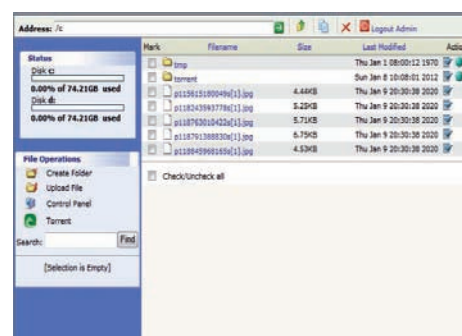 Address: /c
Logout Admin
Status
Disk c:
0.00% of 74.21GB used
Disk d:
0.00% of 74.21GB used
File Operations
Create Folder
Upload File
Control Panel
Torrent
Search: Find
[Selection is Empty]
Mark Filename Size Last Modified Actio
tmp Thu Jan 1 08:00:12 1970
torrent Sun Jan 8 10:08:01 2012
4.44KB Thu Jan 9 20:30:38 2020
5.25KB Thu Jan 9 20:30:38 2020
5.71KB Thu Jan 9 20:30:38 2020
6.75KB Thu Jan 9 20:30:38 2020
4.53KB Thu Jan 9 20:30:38 2020
Check/Uncheck all